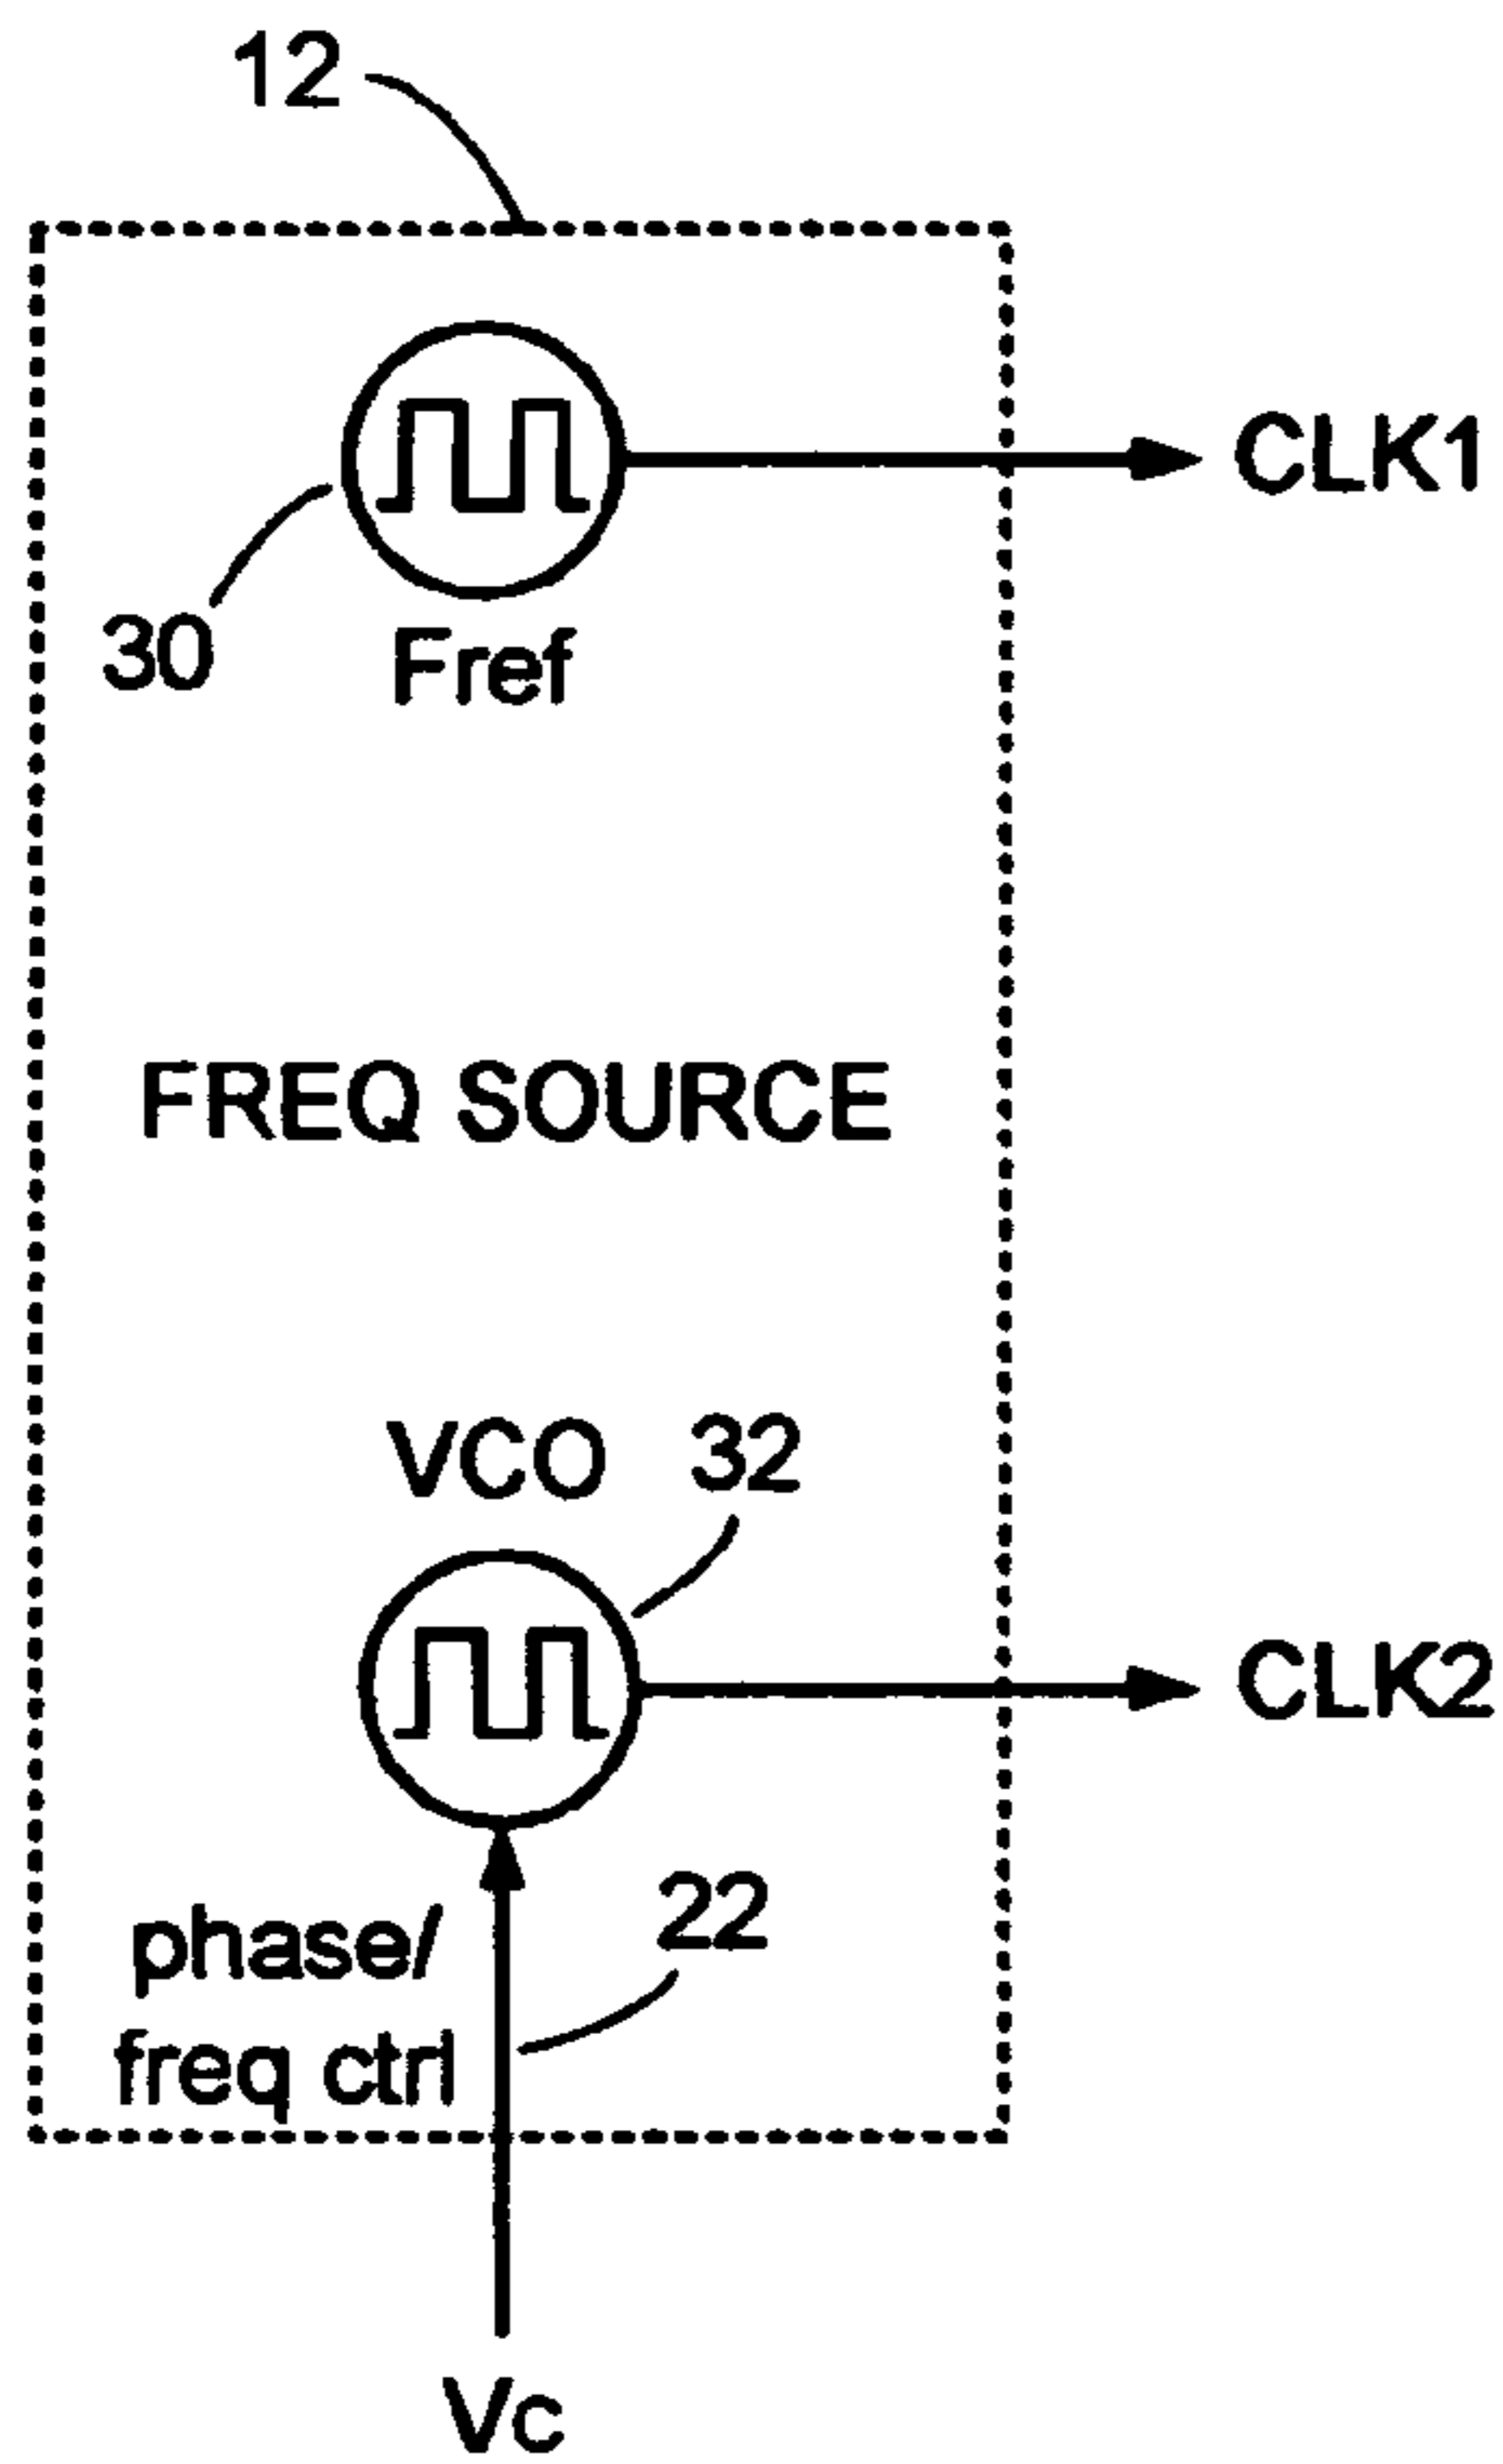 12
CLK1
30
Fref
FREQ SOURCE
VCO
32
CLK2
22
phase/
freq ctrl
Vc